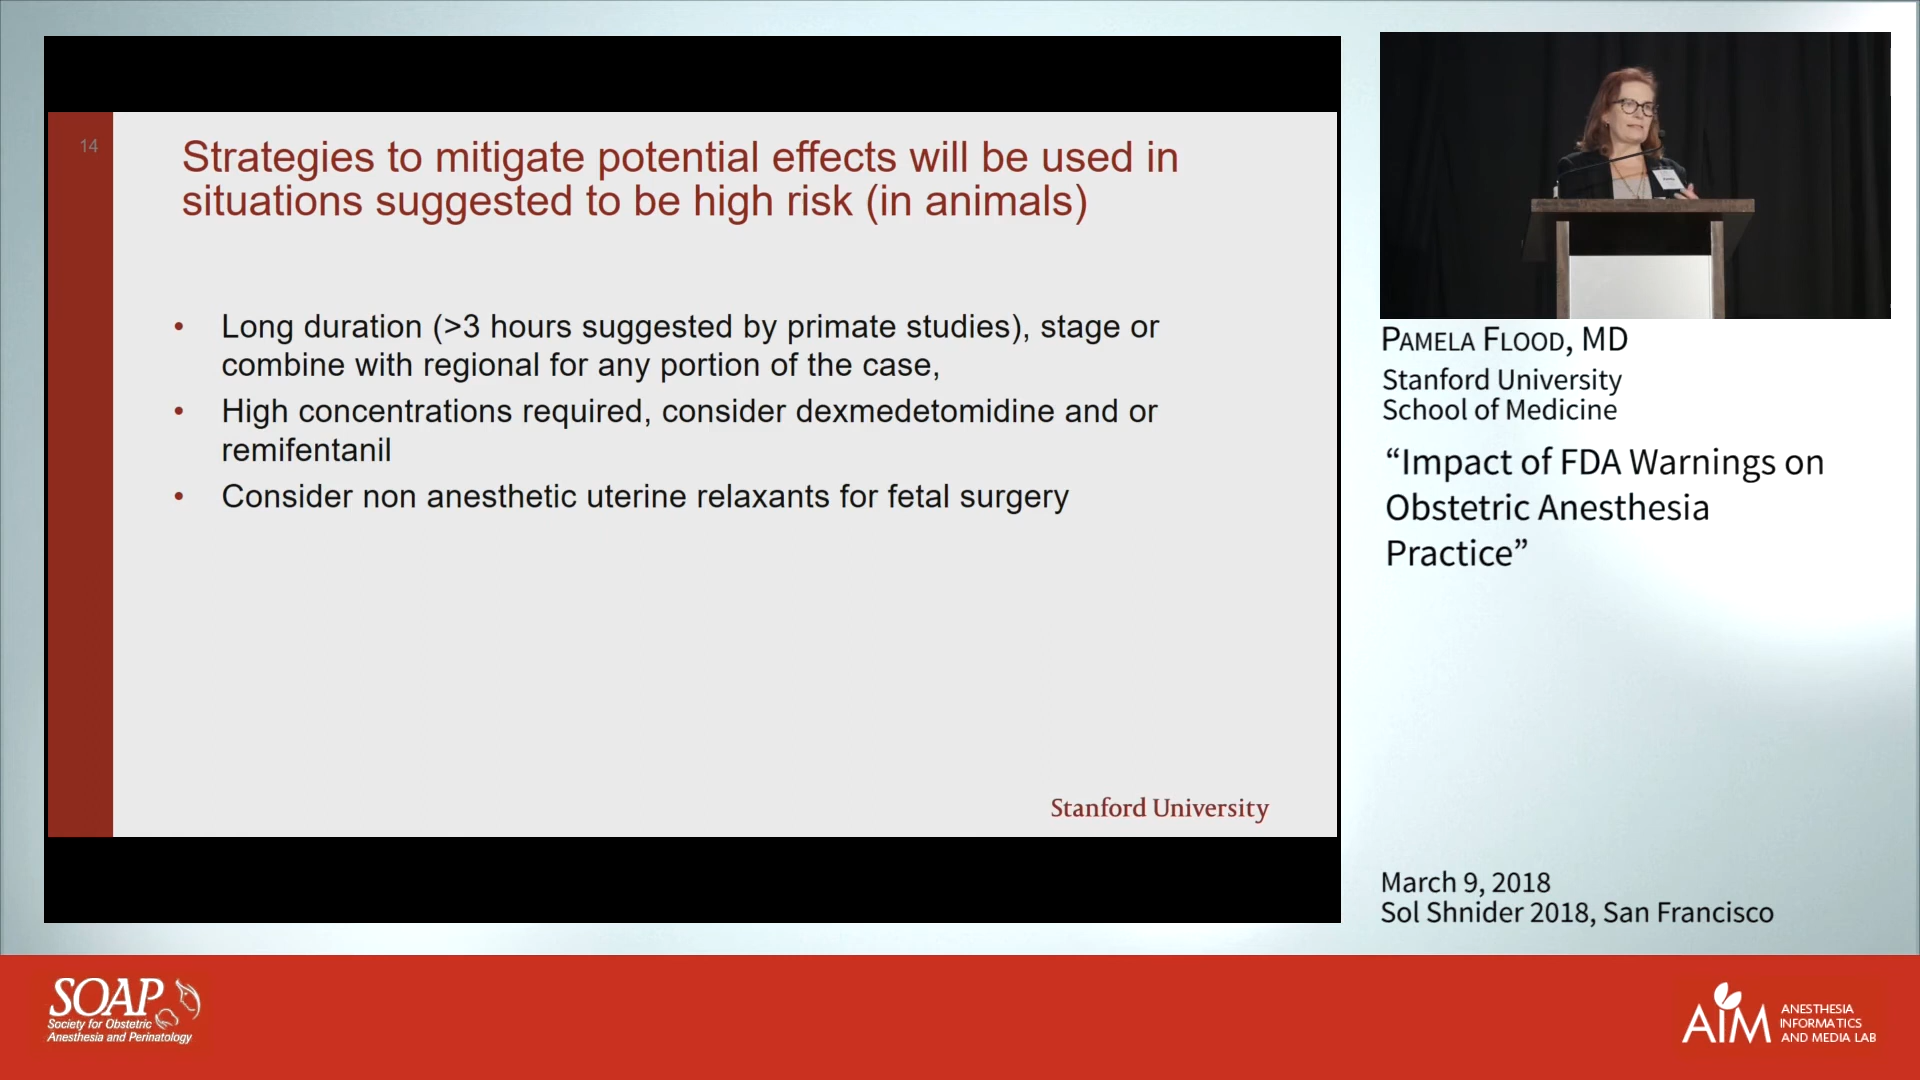 14
Strategies to mitigate potential effects will be used in
situations suggested to be high risk (in animals)
• Long duration (>3 hours suggested by primate studies), stage or
combine with regional for any portion of the case,
• High concentrations required, consider dexmedetomidine and or
remifentanil
• Consider non anesthetic uterine relaxants for fetal surgery
Stanford University
PAMELA FLOOD, MD
Stanford University
School of Medicine
“Impact of FDA Warnings on
Obstetric Anesthesia
Practice”
March 9, 2018
Sol Shnider 2018, San Francisco
SOAP
Society for Obstetric
Anesthesia and Perinatology
AIM
ANESTHESIA
INFORMATICS
AND MEDIA LAB